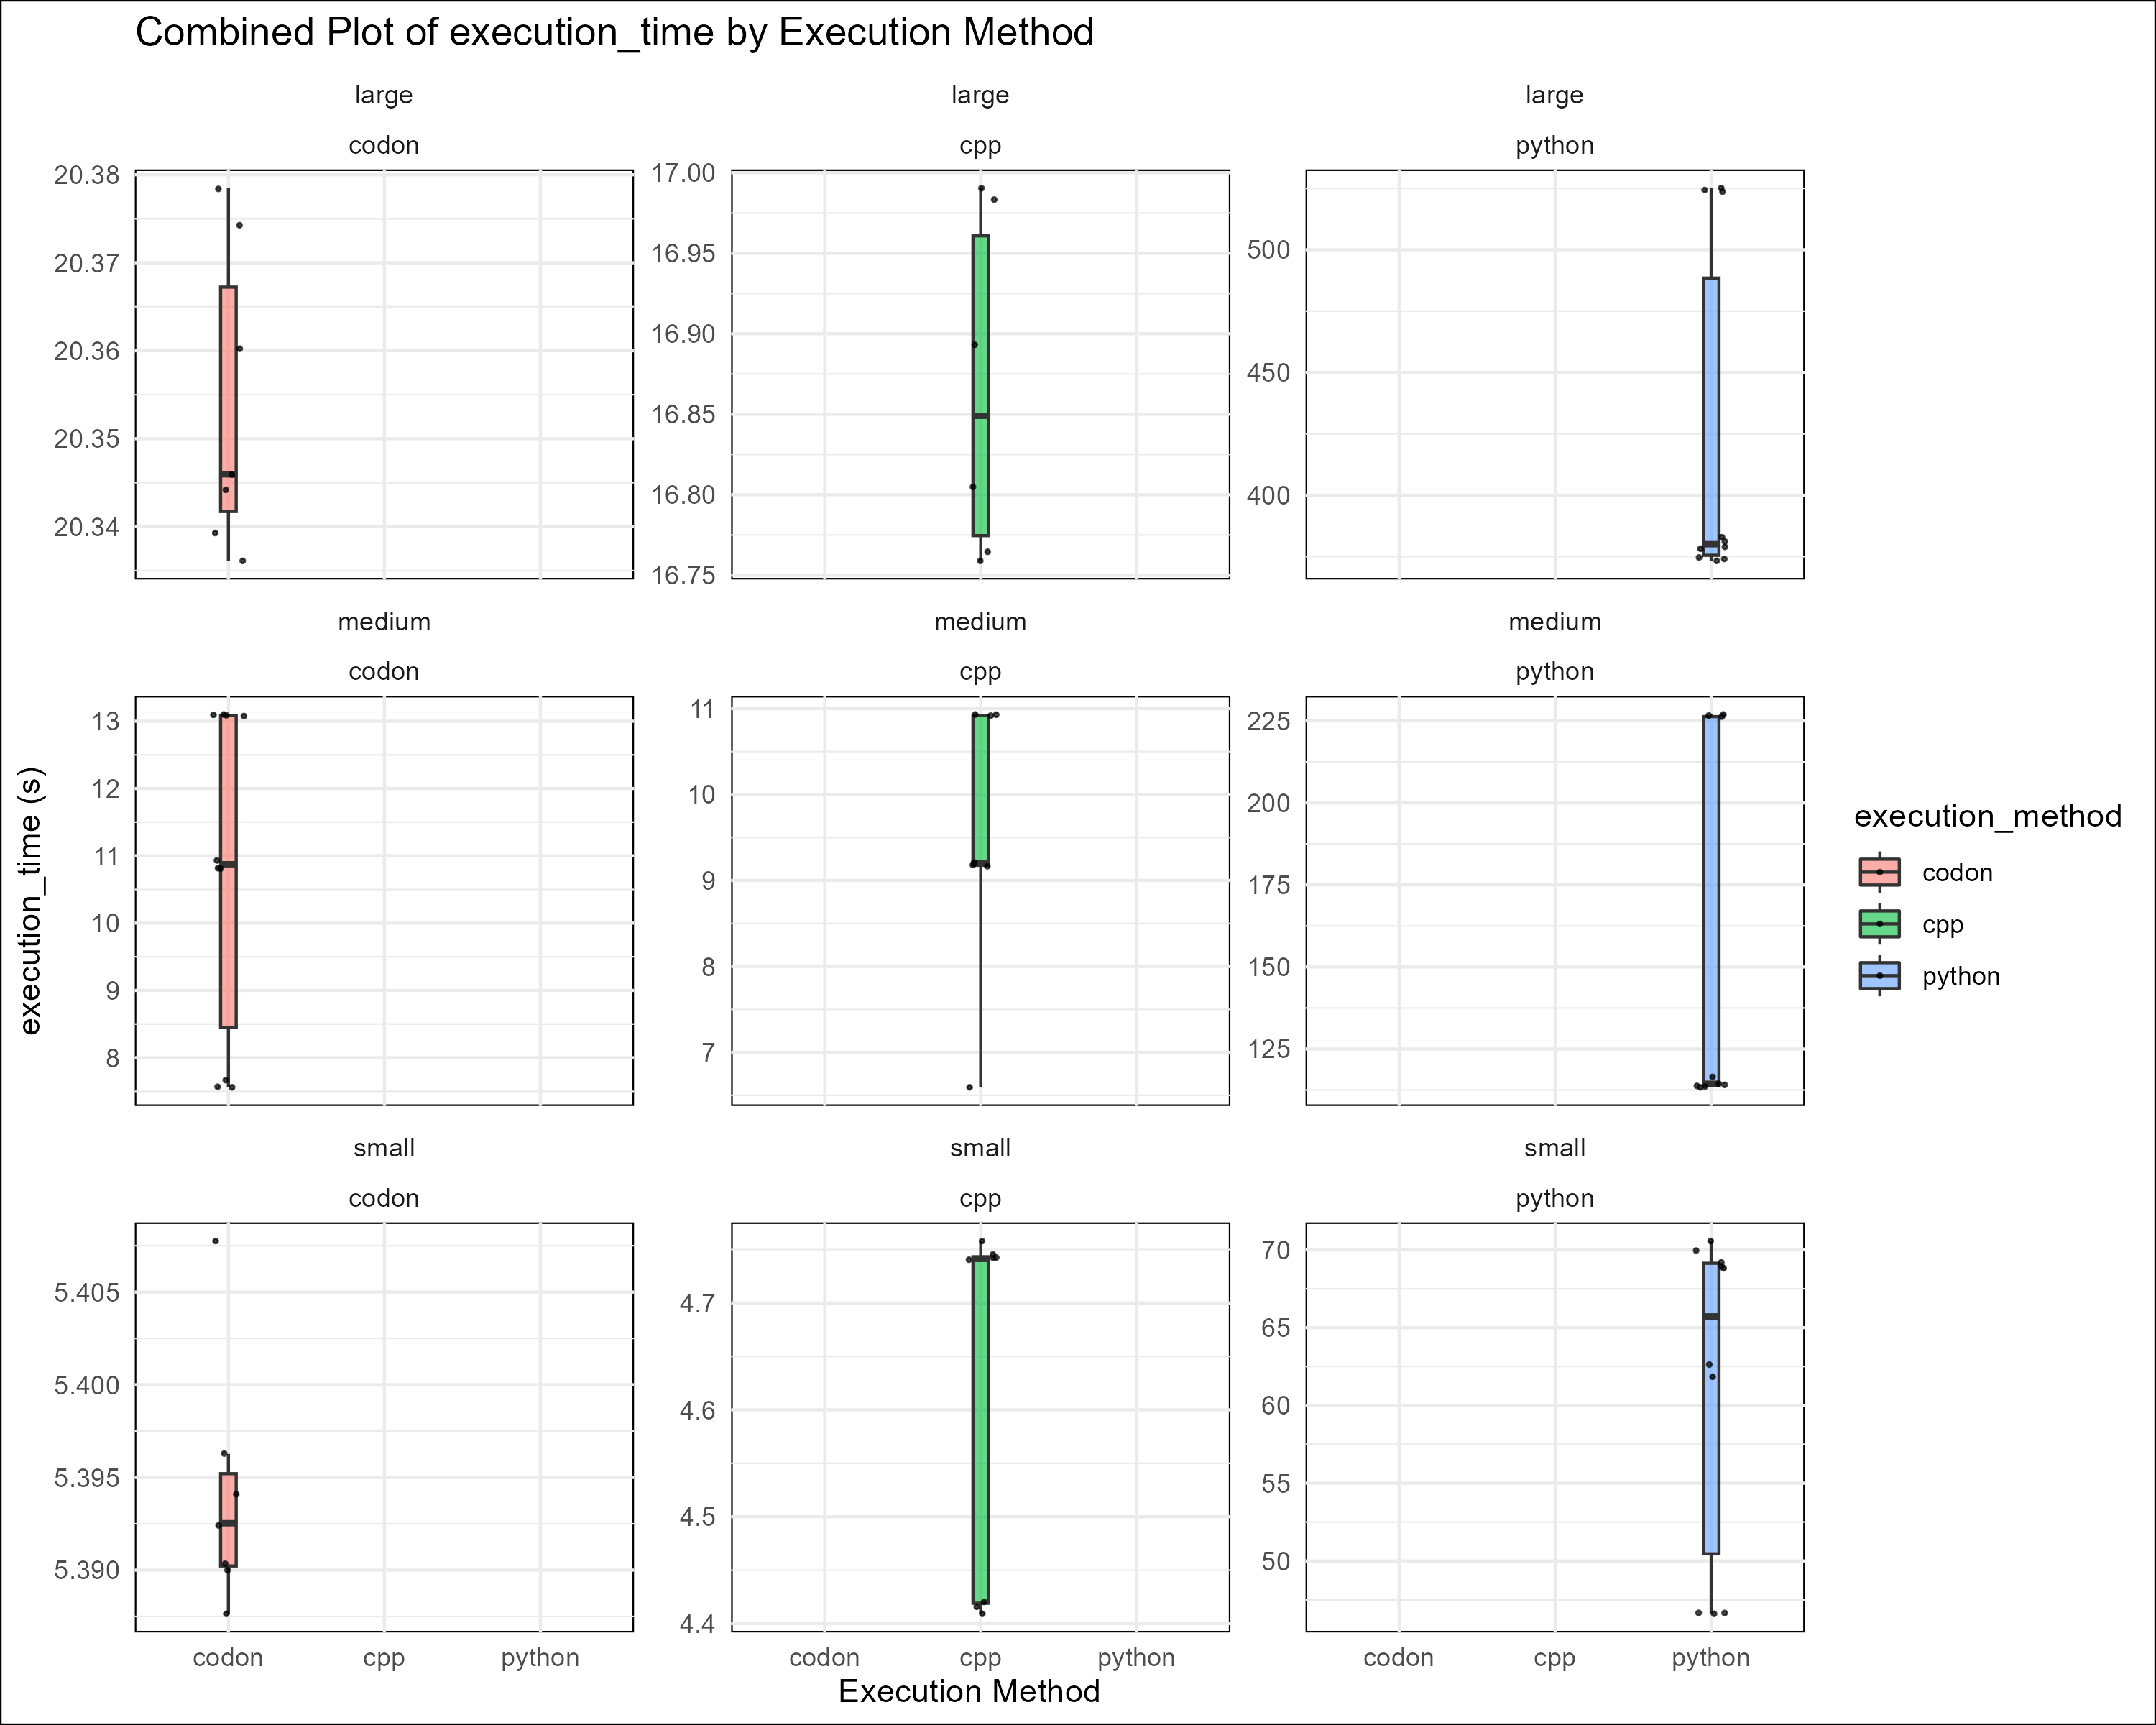 Combined Plot of execution_time by Execution Method
large
codon
20.38
20.37
20.36
20.35
20.34
large
cpp
17.00
16.95
16.90
16.85
16.80
16.75
large
python
500
450
400
medium
codon
13
12
11
10
9
8
medium
cpp
11
10
9
8
7
medium
python
225
200
175
150
125
small
codon
5.405
5.400
5.395
5.390
codon cpp python
small
cpp
4.7
4.6
4.5
4.4
codon cpp python
small
python
70
65
60
55
50
codon cpp python
execution_time (s)
Execution Method
execution_method
codon
cpp
python